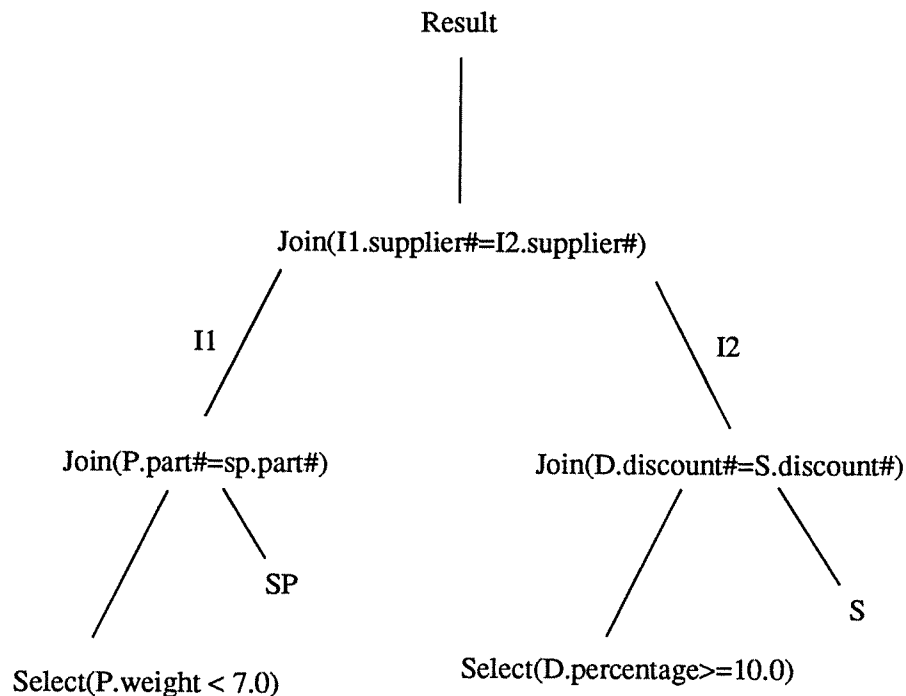 Result
Join(I1.supplier#=I2.supplier#)
I1
I2
Join(P.part#=sp.part#)
Join(D.discount#=S.discount#)
SP
S
Select(P.weight < 7.0)
Select(D.percentage>=10.0)